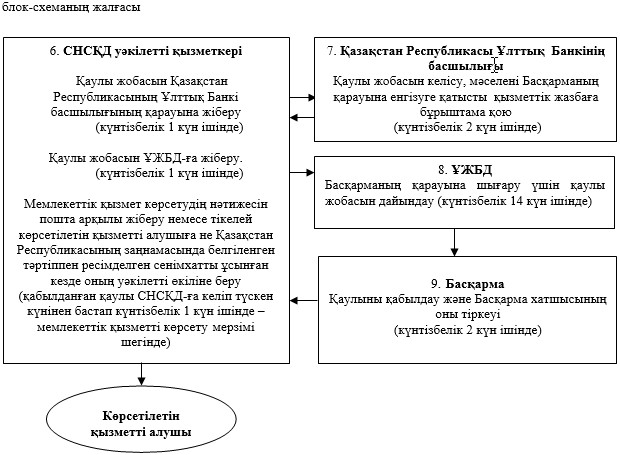 блок-схеманың жалғасы
6. СНСҚД уәкілетті қызметкері
Қаулы жобасын Қазақстан
Республикасының Ұлттық Банкі
басшылығының қарауына жіберу
(күнтізбелік 1 күн ішінде)
Қаулы жобасын ҰЖБД-ға жіберу.
(күнтізбелік 1 күн ішінде)
Мемлекеттік қызмет көрсетудің нәтижесін
пошта арқылы жіберу немесе тікелей
көрсетілетін қызметті алушыға не Қазақстан
Республикасының заңнамасында белгіленген
тәртіппен ресімделген сенімхатты ұсынған
кезде оның уәкілетті өкіліне беру
(қабылданған қаулы СНСҚД-ға келіп түскен
күнінен бастап күнтізбелік 1 күн ішінде –
мемлекеттік қызметті көрсету мерзімі
шегінде)
7. Қазақстан Республикасы Ұлттық Банкінің
басшылығы
Қаулы жобасын келісу, мәселені Басқарманың
қарауына енгізуге қатысты қызметтік жазбаға
бұрыштама қою
(күнтізбелік 2 күн ішінде)
8. ҰЖБД
Басқарманың қарауына шығару үшін қаулы
жобасын дайындау (күнтізбелік 14 күн ішінде)
9. Басқарма
Қаулыны қабылдау және Басқарма хатшысының
оны тіркеуі
(күнтізбелік 2 күн ішінде)
Көрсетілетін
қызметті алушы